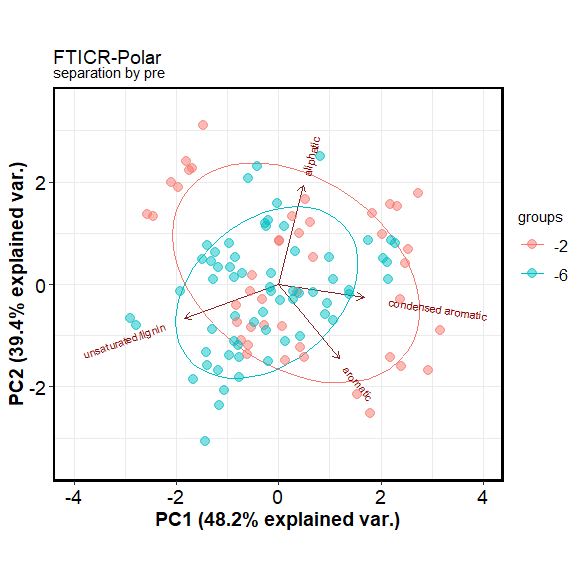 FTICR-Polar
separation by pre
PC2 (39.4% explained var.)
2
0
-2
aliphatic
condensed aromatic
unsaturated/lignin
aromatic
groups
-2
-6
-4
-2
0
2
4
PC1 (48.2% explained var.)